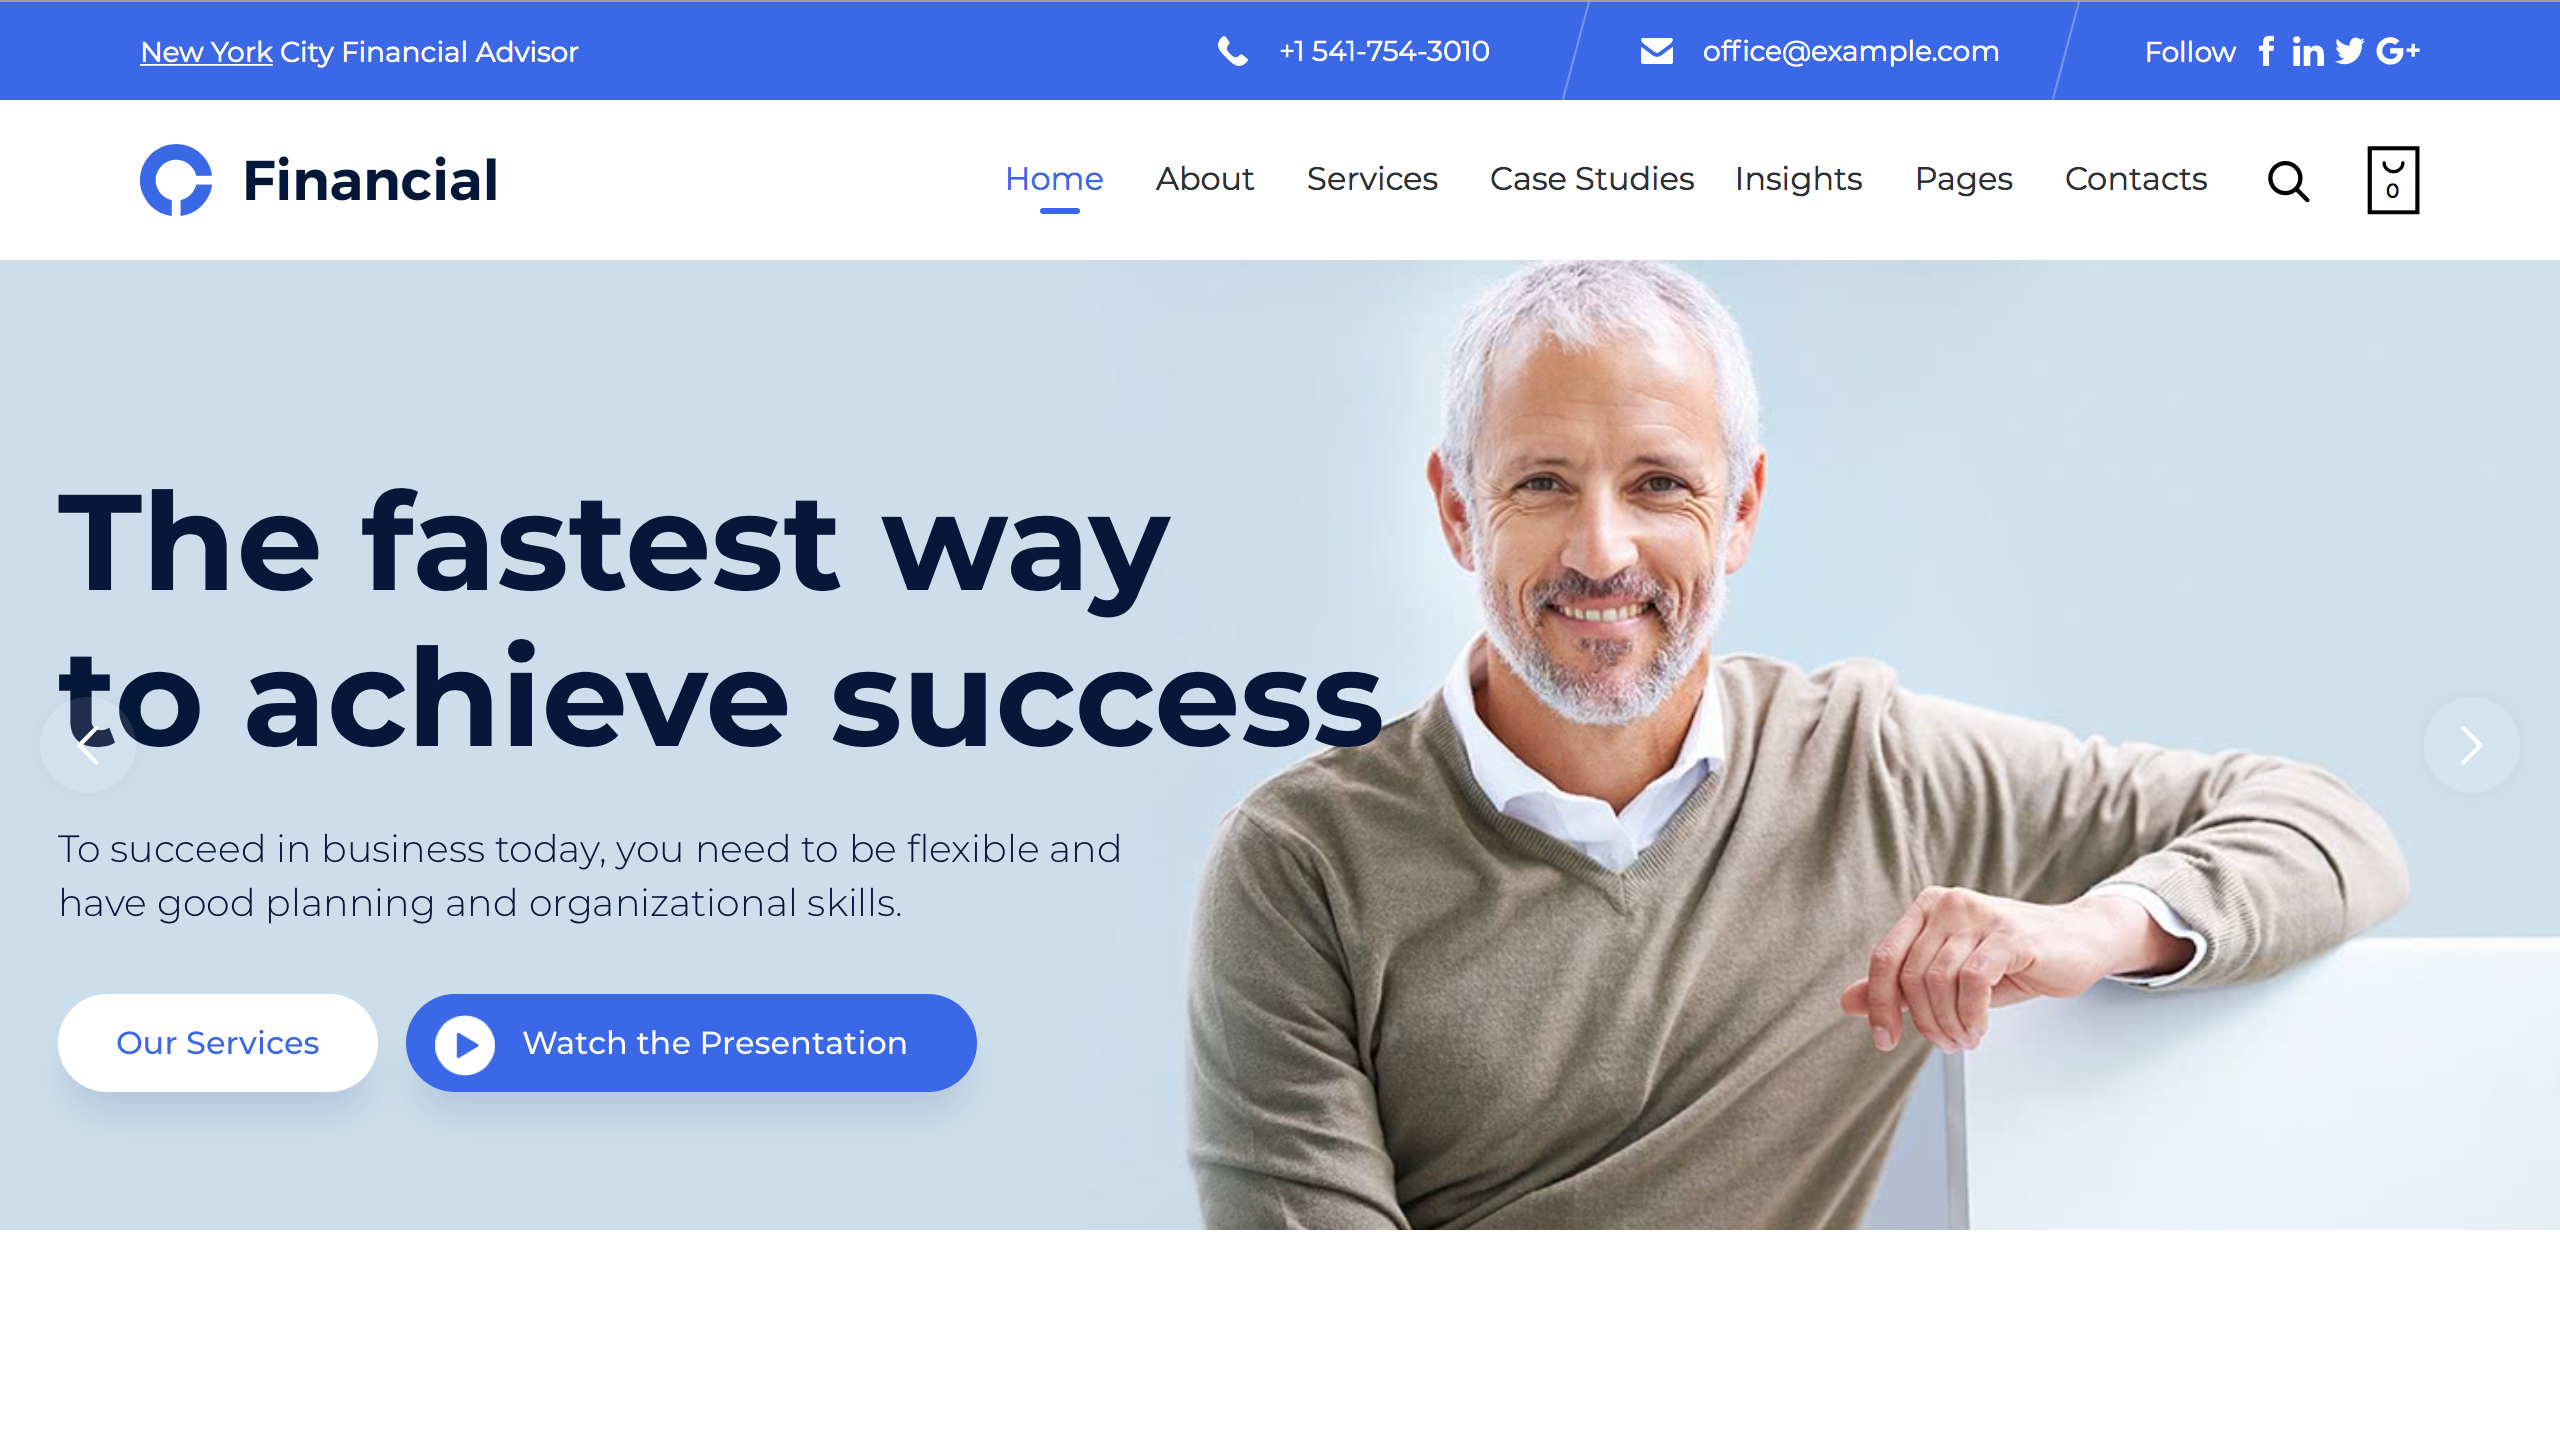 New York City Financial Advisor
+1 541-754-3010
office@example.com
Follow
Financial
Home
About
Services
Case Studies
Insights
Pages
Contacts
0
The fastest way
to achieve success
To succeed in business today, you need to be flexible and
have good planning and organizational skills.
Our Services
Watch the Presentation